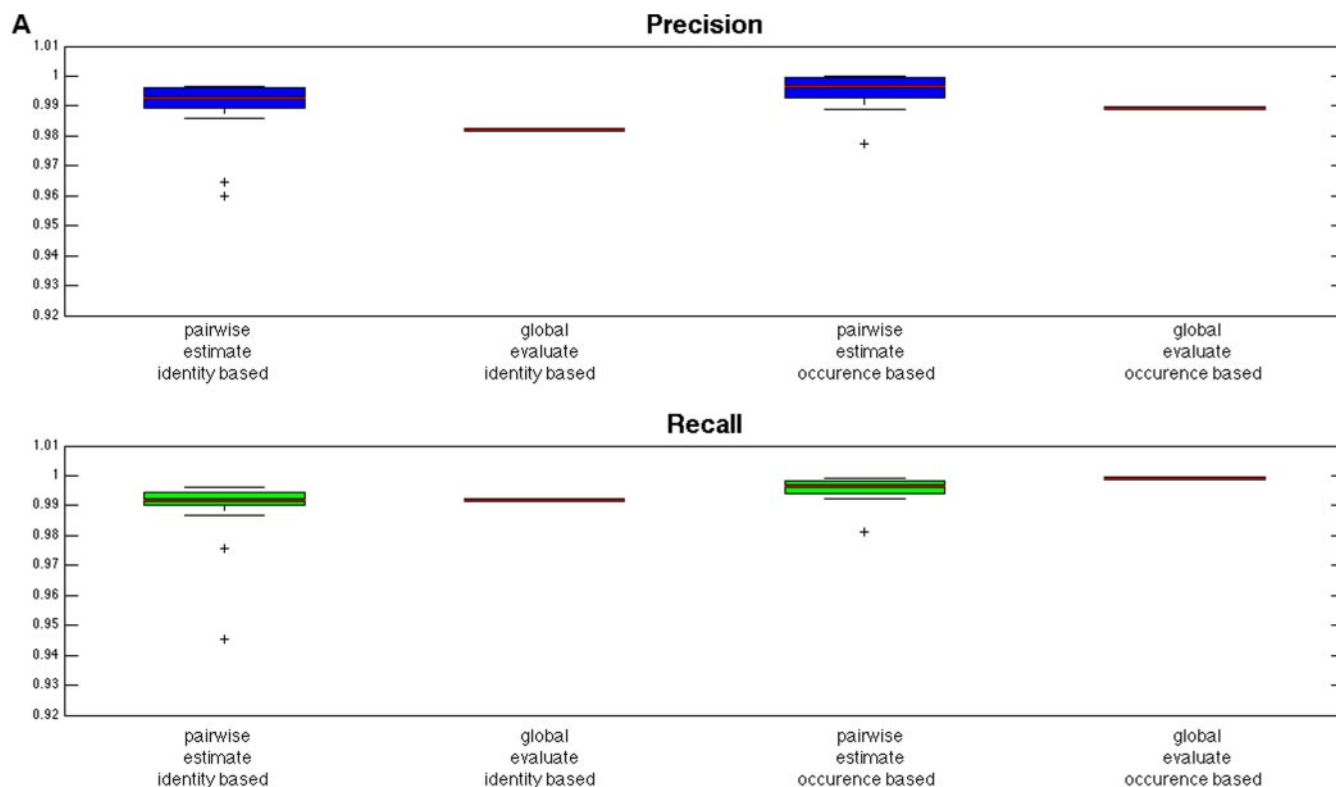 A
Precision
1.01
1
0.99
0.98
0.97
0.96
0.95
0.94
0.93
0.92
pairwise
estimate
identity based
global
evaluate
identity based
pairwise
estimate
occurence based
global
evaluate
occurence based
Recall
1.01
1
0.99
0.98
0.97
0.96
0.95
0.94
0.93
0.92
pairwise
estimate
identity based
global
evaluate
identity based
pairwise
estimate
occurence based
global
evaluate
occurence based